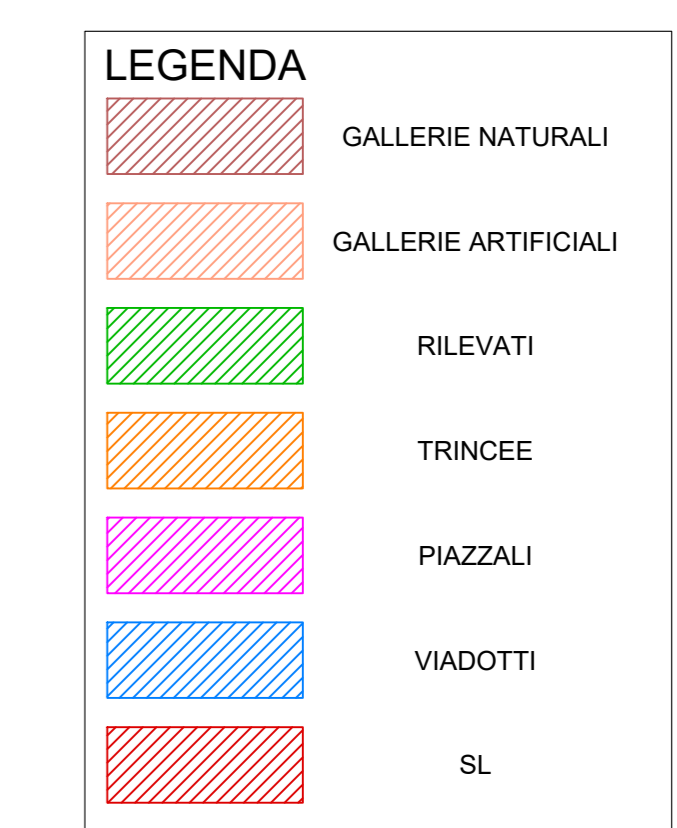 LEGENDA
GALLERIE NATURALI
GALLERIE ARTIFICIALI
RILEVATI
TRINCEE
PIAZZALI
VIADOTTI
SL